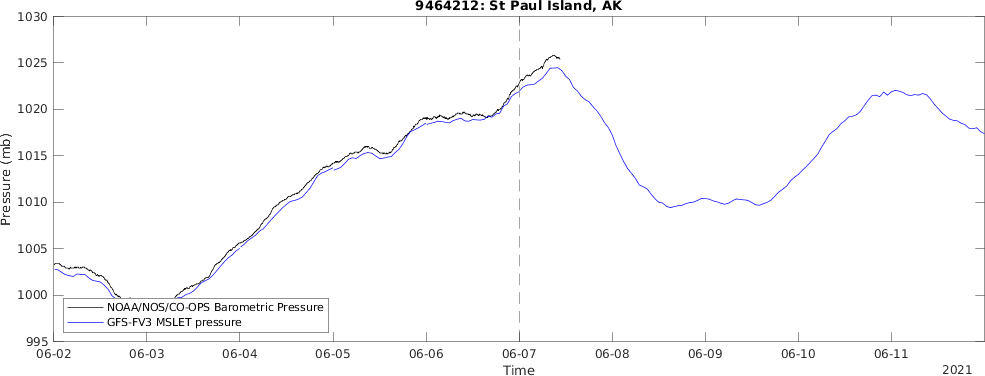 9464212: St Paul Island, AK
Pressure (mb)
1030
1025
1020
1015
1010
1005
1000
995
NOAA/NOS/CO-OPS Barometric Pressure
GFS-FV3 MSLET pressure
06-02 06-03 06-04 06-05 06-06 06-07 06-08 06-09 06-10 06-11
Time
2021